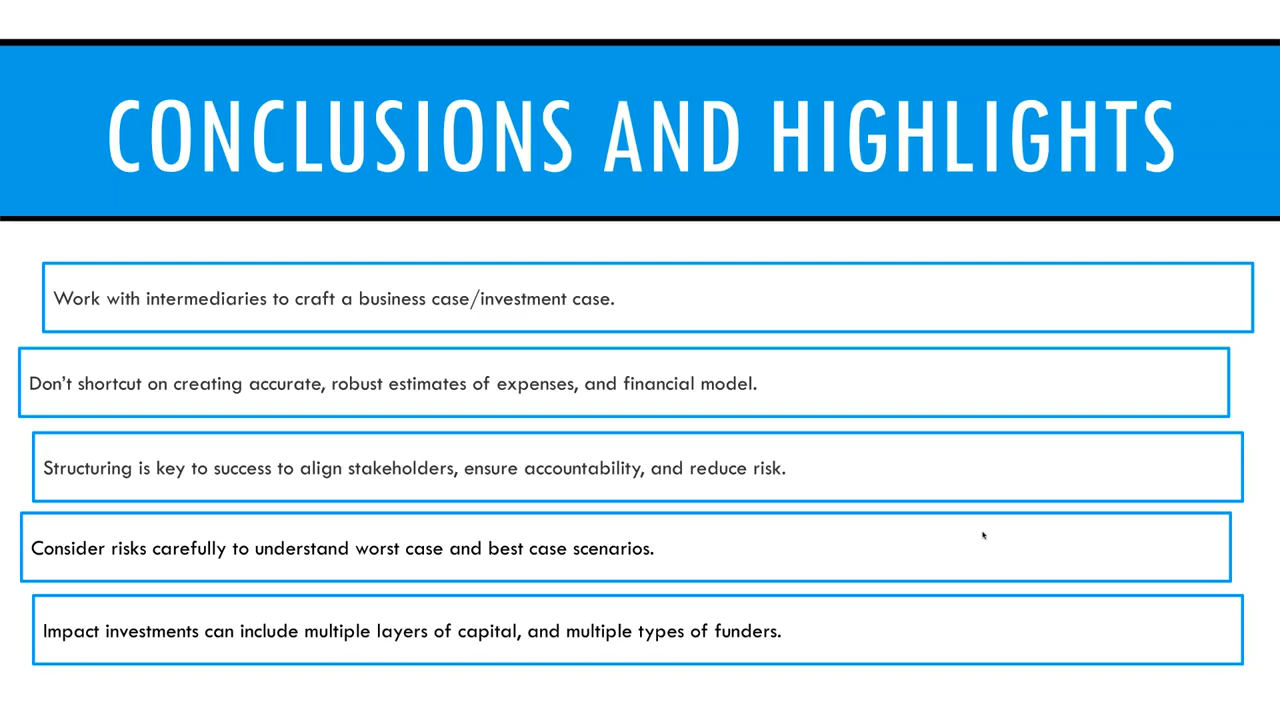 CONCLUSIONS AND HIGHLIGHTS
Work with intermediaries to craft a business case/investment case.
Don’t shortcut on creating accurate, robust estimates of expenses, and financial model.
Structuring is key to success to align stakeholders, ensure accountability, and reduce risk.
Consider risks carefully to understand worst case and best case scenarios.
Impact investments can include multiple layers of capital, and multiple types of funders.